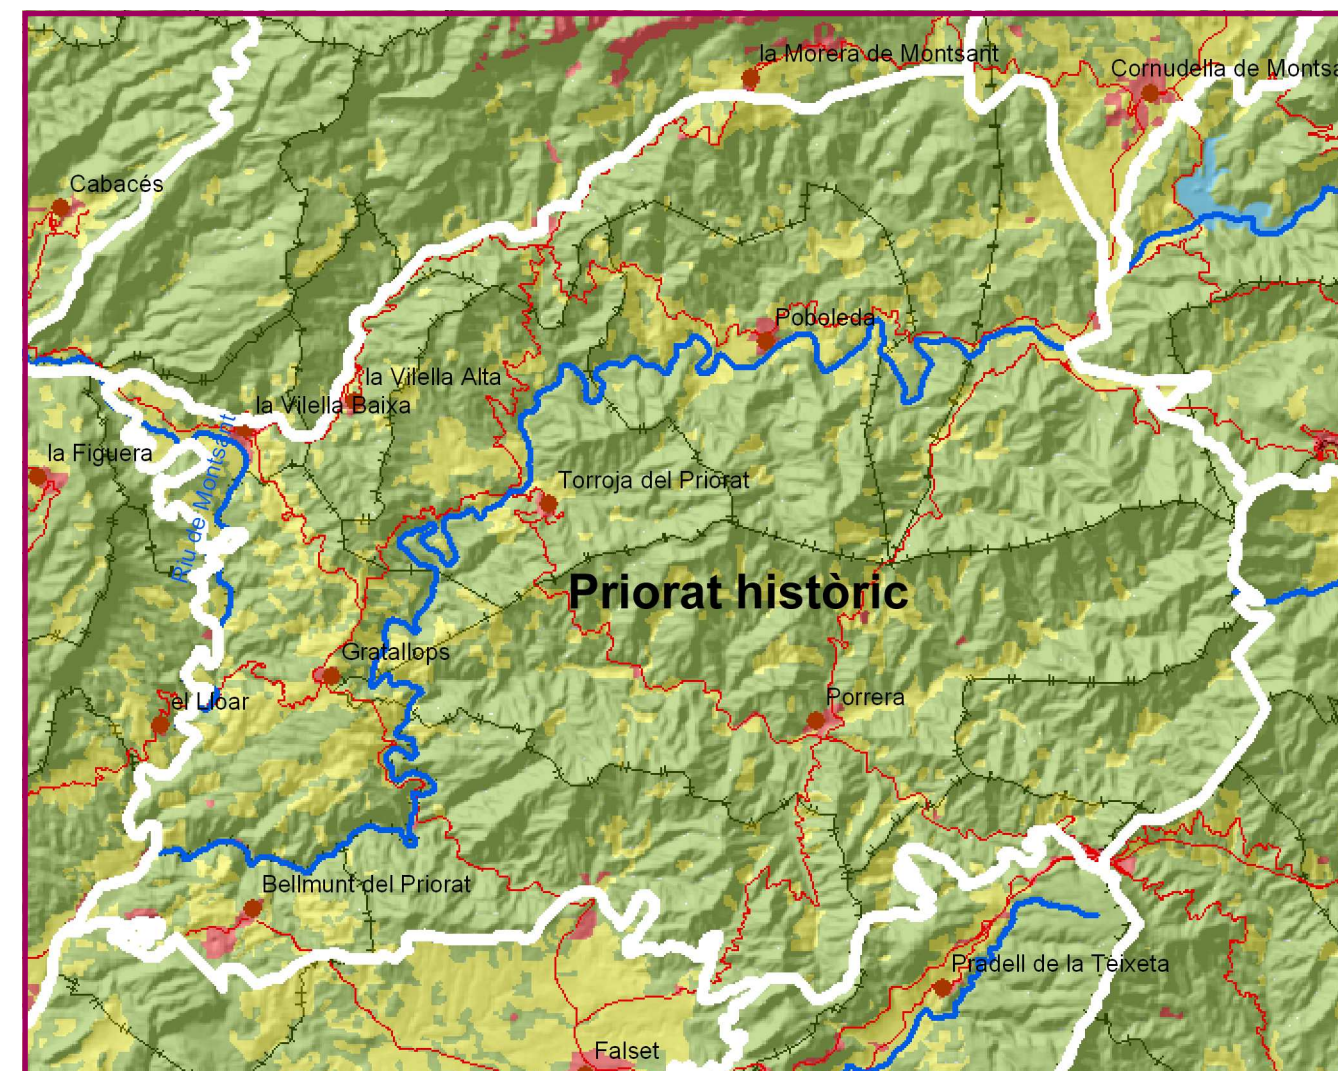 la Morera de Montsant
Cornudella de Montsa
Cabacés
Poboleda
la Vilella Alta
la Vilella Baixa
la Figuera
Torroja del Priorat
Riu de Montsant
Priorat històric
Gratallops
el Lloar
Porrera
Bellmunt del Priorat
Pradell de la Teixeta
Falset